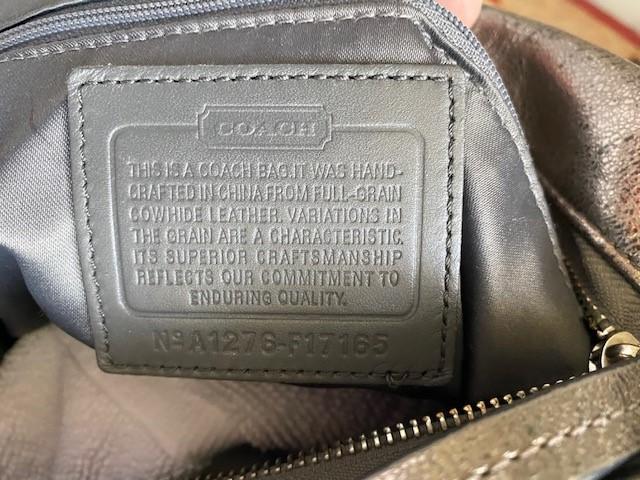 COACH
THIS IS A COACH BAG.IT WAS HAND-
CRAFTED IN CHINA FROM FULL-GRAIN
COWHIDE LEATHER. VARIATIONS IN
THE GRAIN ARE A CHARACTERISTIC.
ITS SUPERIOR CRAFTSMANSHIP
REFLECTS OUR COMMITMENT TO
ENDURING QUALITY.
Nº A1276-F17165